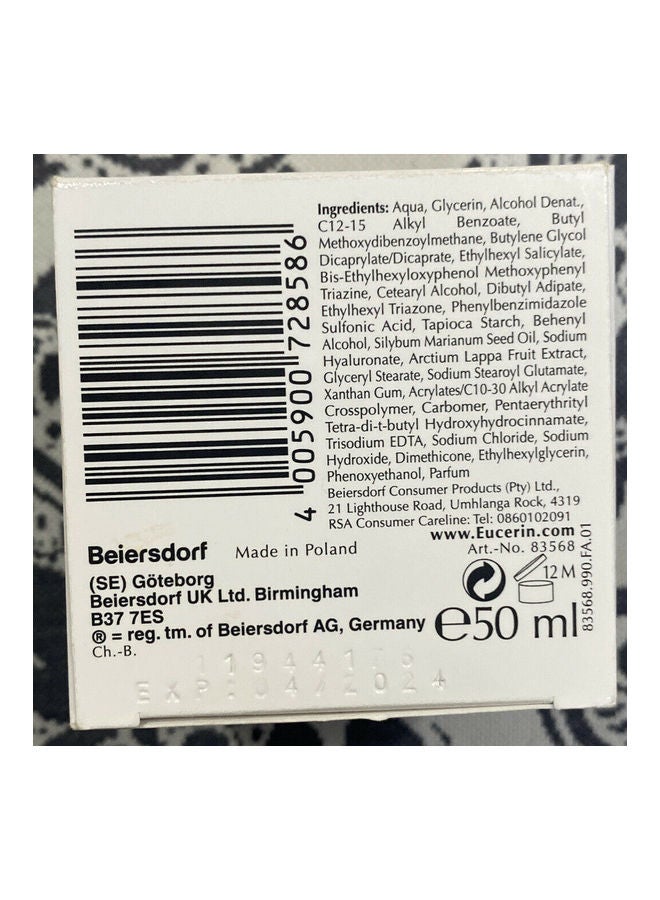 Ingredients: Aqua, Glycerin, Alcohol Denat.,
C12-15 Alkyl Benzoate, Butyl
Methoxydibenzoylmethane, Butylene Glycol
Dicaprylate/Dicaprate, Ethylhexyl Salicylate,
Bis-Ethylhexyloxyphenol Methoxyphenyl
Triazine, Cetearyl Alcohol, Dibutyl Adipate,
Ethylhexyl Triazone, Phenylbenzimidazole
Sulfonic Acid, Tapioca Starch, Behenyl
Alcohol, Silybum Marianum Seed Oil, Sodium
Hyaluronate, Arctium Lappa Fruit Extract,
Glyceryl Stearate, Sodium Stearoyl Glutamate,
Xanthan Gum, Acrylates/C10-30 Alkyl Acrylate
Crosspolymer, Carbomer, Pentaerythrityl
Tetra-di-t-butyl Hydroxyhydrocinnamate,
Trisodium EDTA, Sodium Chloride, Sodium
Hydroxide, Dimethicone, Ethylhexylglycerin,
Phenoxyethanol, Parfum
Beiersdorf Consumer Products (Pty) Ltd.,
21 Lighthouse Road, Umhlanga Rock, 4319
RSA Consumer Careline: Tel: 0860102091
www.Eucerin.com
Art.-No. 83568
4 005900 728586
Beiersdorf Made in Poland
(SE) Göteborg
Beiersdorf UK Ltd. Birmingham
B37 7ES
® = reg. tm. of Beiersdorf AG, Germany
Ch.-B.
12 M
℮50 ml
83568.990.FA.01
EXP:04/2024